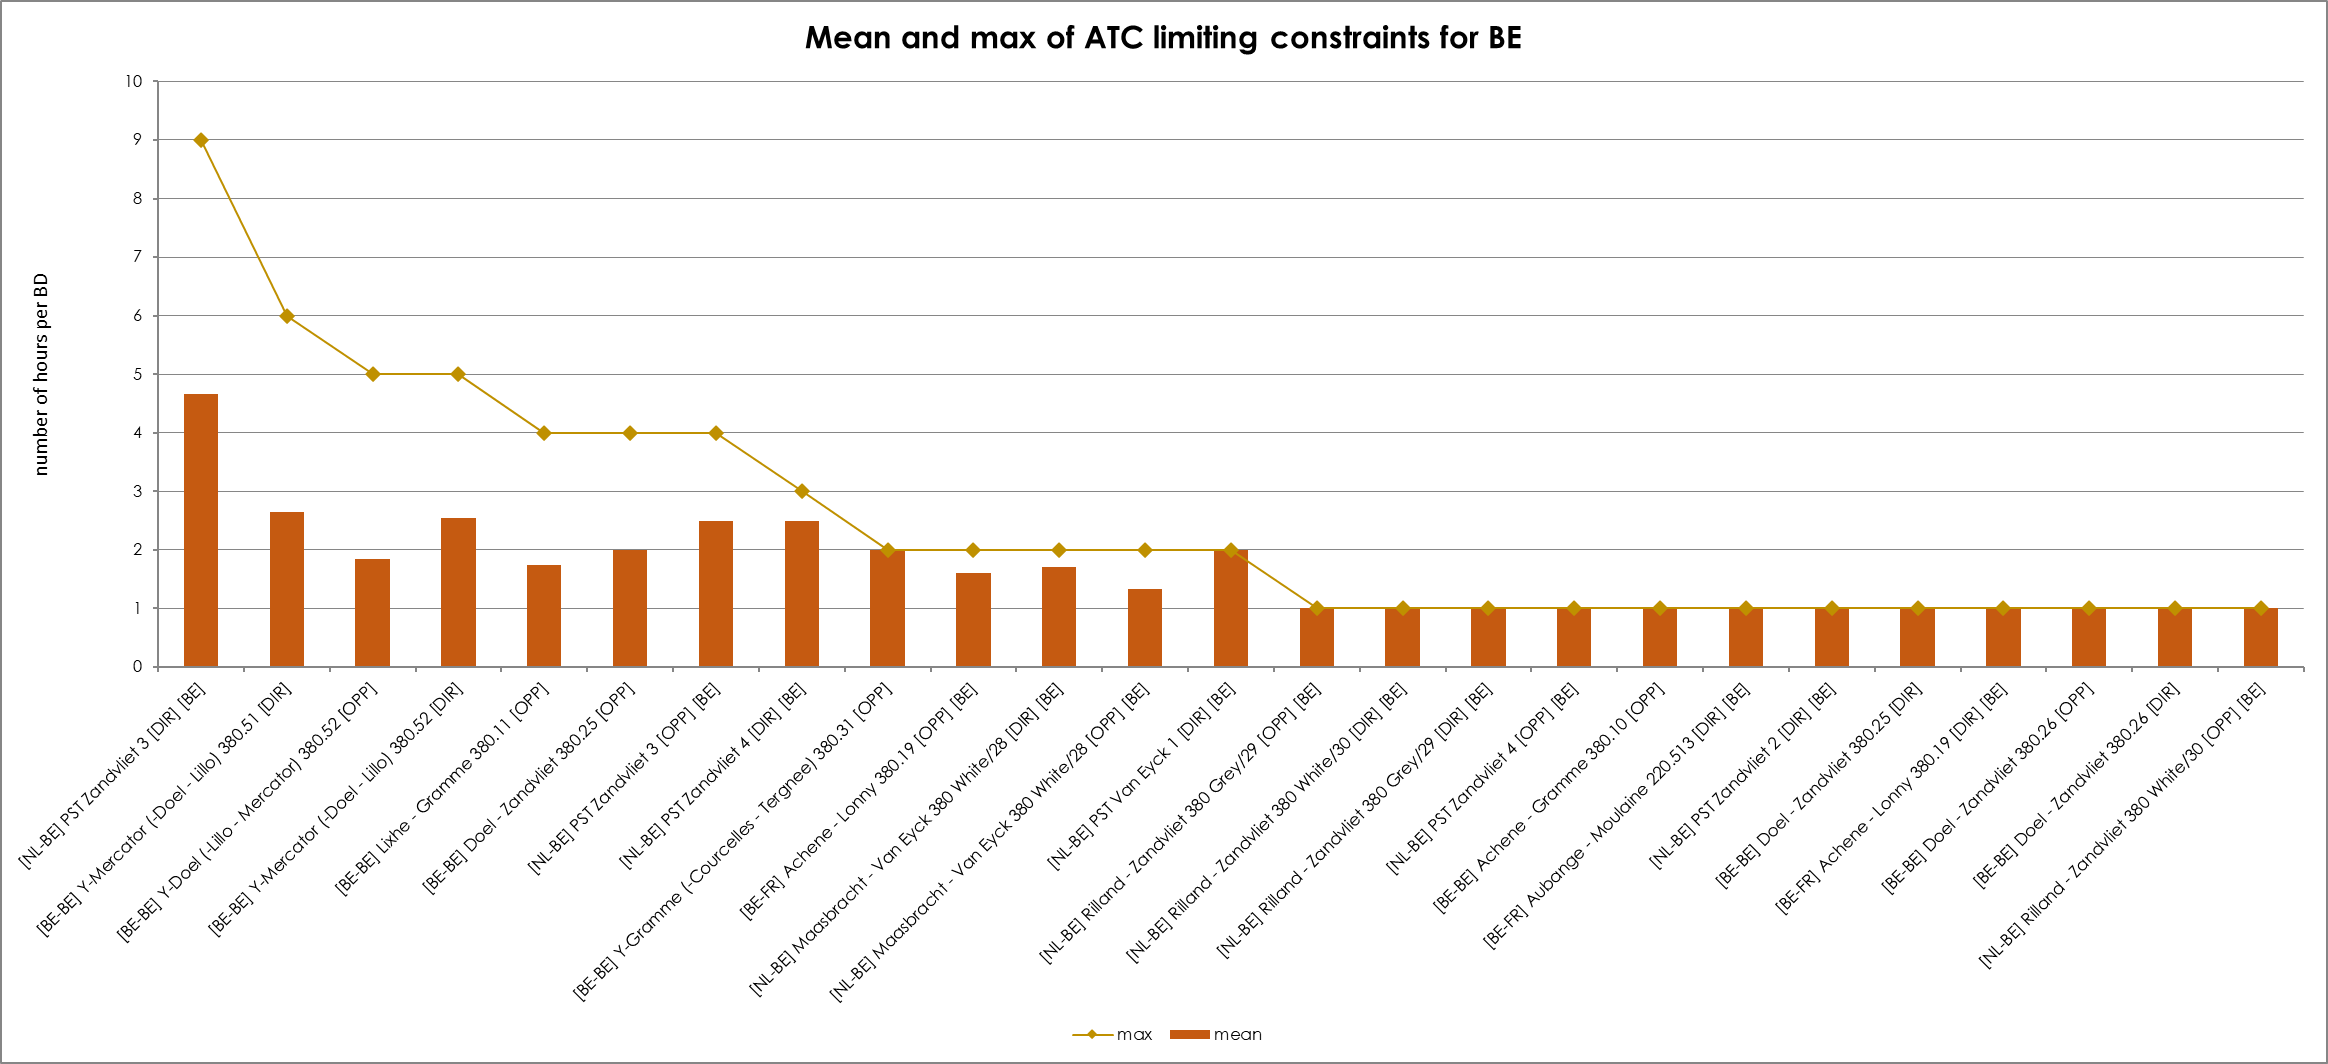 Mean and max of ATC limiting constraints for BE
number of hours per BD
10
9
8
7
6
5
4
3
2
1
0
[NL-BE] PST Zandvliet 3 [DIR] [BE]
[BE-BE] Y-Mercator (-Doel - Lillo) 380.51 [DIR]
[BE-BE] Y-Doel (-Lillo - Mercator) 380.52 [OPP]
[BE-BE] Y-Mercator (-Doel - Lillo) 380.52 [DIR]
[BE-BE] Lixhe - Gramme 380.11 [OPP]
[BE-BE] Doel - Zandvliet 380.25 [OPP]
[NL-BE] PST Zandvliet 3 [OPP] [BE]
[NL-BE] PST Zandvliet 4 [DIR] [BE]
[BE-BE] Y-Gramme (-Courcelles - Tergnee) 380.31 [OPP]
[BE-FR] Achene - Lonny 380.19 [OPP] [BE]
[NL-BE] Maasbracht - Van Eyck 380 White/28 [DIR] [BE]
[NL-BE] Maasbracht - Van Eyck 380 White/28 [OPP] [BE]
[NL-BE] PST Van Eyck 1 [DIR] [BE]
[NL-BE] Rilland - Zandvliet 380 Grey/29 [OPP] [BE]
[NL-BE] Rilland - Zandvliet 380 White/30 [DIR] [BE]
[NL-BE] Rilland - Zandvliet 380 Grey/29 [DIR] [BE]
[NL-BE] PST Zandvliet 4 [OPP] [BE]
[BE-BE] Achene - Gramme 380.10 [OPP]
[BE-FR] Aubange - Moulaine 220.513 [DIR] [BE]
[NL-BE] PST Zandvliet 2 [DIR] [BE]
[BE-BE] Doel - Zandvliet 380.25 [DIR]
[BE-FR] Achene - Lonny 380.19 [DIR] [BE]
[BE-BE] Doel - Zandvliet 380.26 [OPP]
[BE-BE] Doel - Zandvliet 380.26 [DIR]
[NL-BE] Rilland - Zandvliet 380 White/30 [OPP] [BE]
max
mean